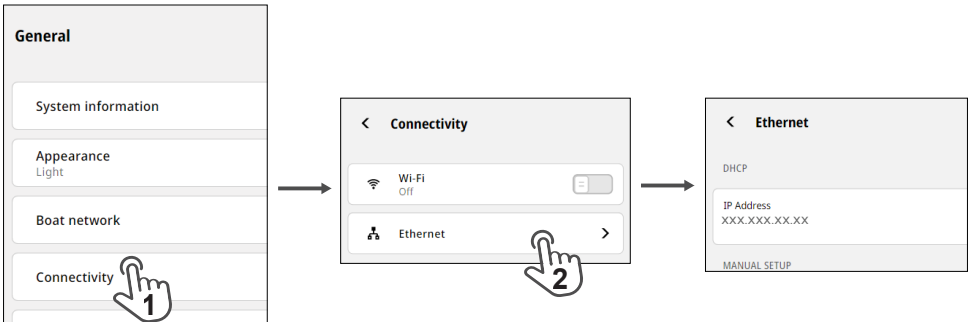 General
System information
Appearance
Light
Boat network
Connectivity
1
Connectivity
Wi-Fi
Off
Ethernet
2
Ethernet
DHCP
IP Address
XXX.XXX.XX.XX
MANUAL SETUP